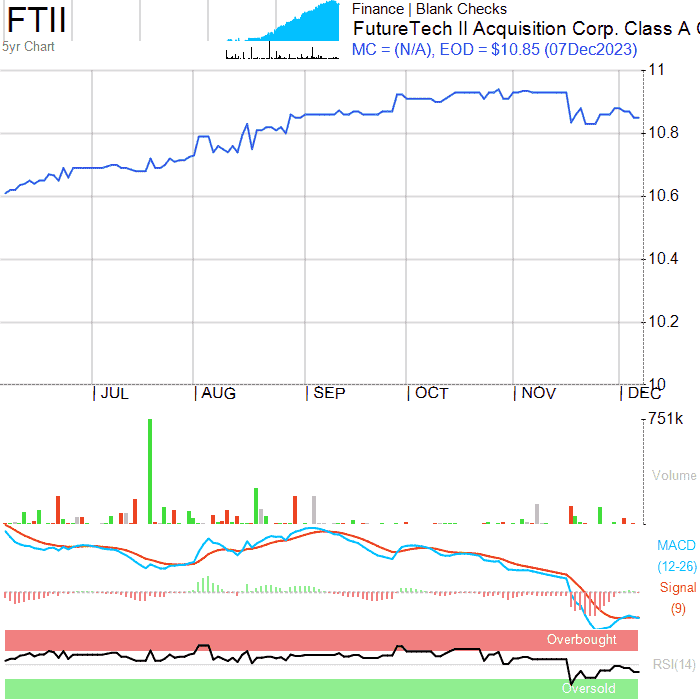 FTII
5yr Chart
Finance | Blank Checks
FutureTech II Acquisition Corp. Class A
MC = (N/A), EOD = $10.85 (07Dec2023)
11
10.8
10.6
10.4
10.2
10
JUL AUG SEP OCT NOV DEC
751k
Volume
MACD
(12-26)
Signal
(9)
Overbought
RSI(14)
Oversold